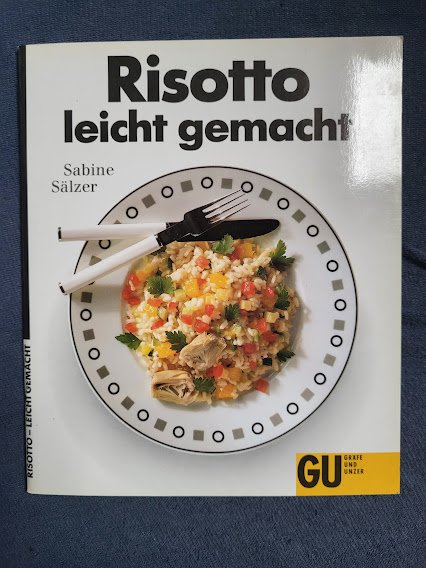 Risotto
leicht gemacht
Sabine
Sälzer
RISOTTO – LEICHT GEMACHT
GU
GRÄFE
UND
UNZER